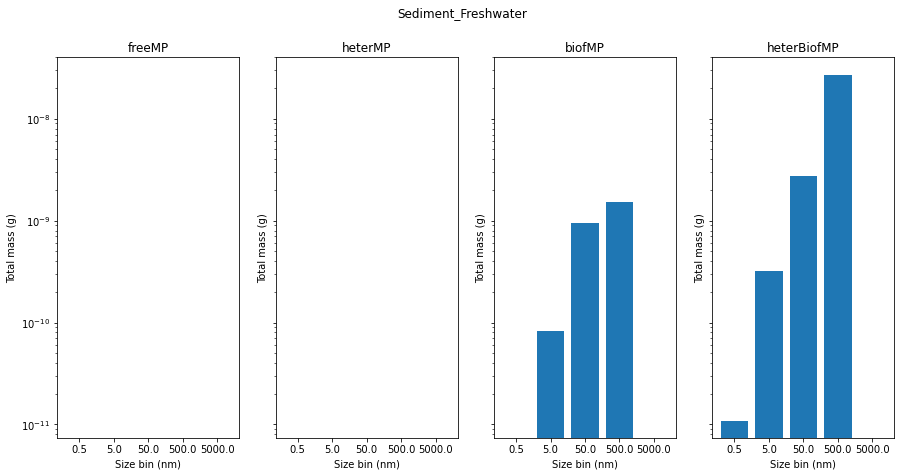 Sediment_Freshwater
freeMP
heterMP
biofMP
heterBiofMP
Total mass (g)
10⁻⁸
10⁻⁹
10⁻¹⁰
10⁻¹¹
0.5 5.0 50.0 500.0 5000.0
Size bin (nm)
Total mass (g)
0.5 5.0 50.0 500.0 5000.0
Size bin (nm)
Total mass (g)
0.5 5.0 50.0 500.0 5000.0
Size bin (nm)
Total mass (g)
0.5 5.0 50.0 500.0 5000.0
Size bin (nm)